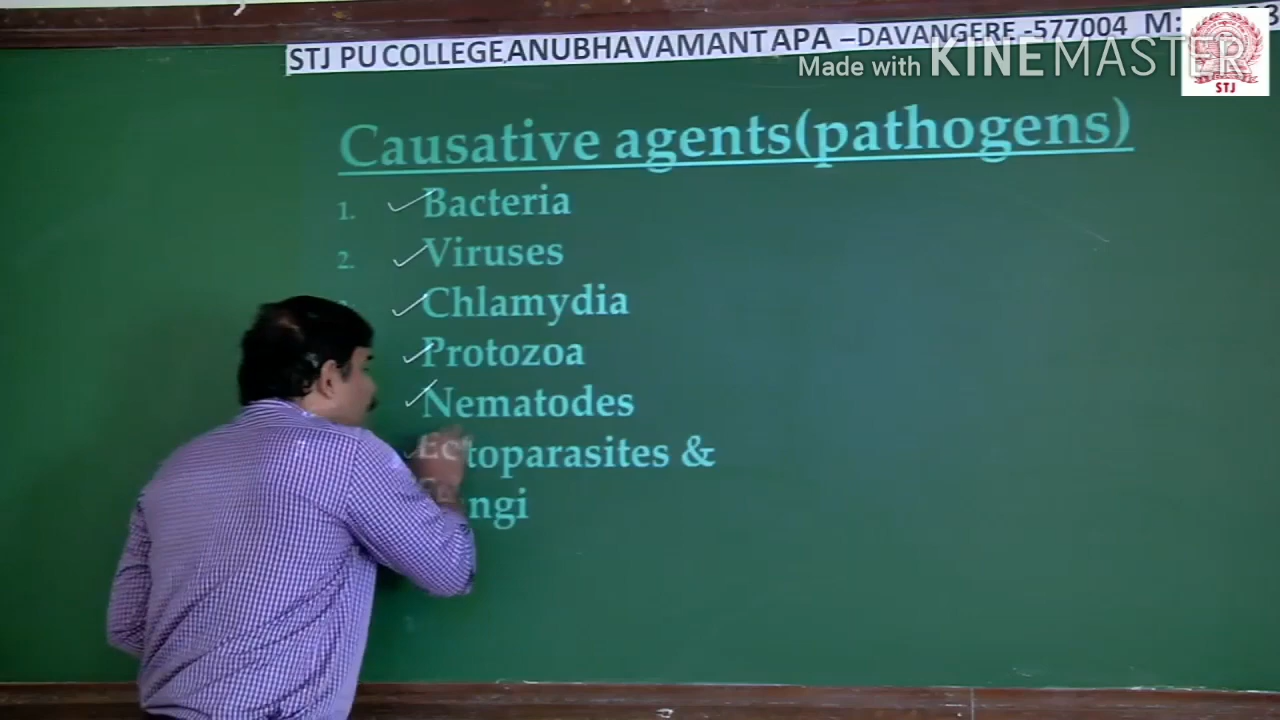 STJ PU COLLEGE,ANUBHAVAMANTAPA –DAVANGERE -577004 M:
Made with KINEMASTER
STJ
Causative agents(pathogens)
1. Bacteria
2. Viruses
Chlamydia
Protozoa
Nematodes
Ectoparasites &
ngi